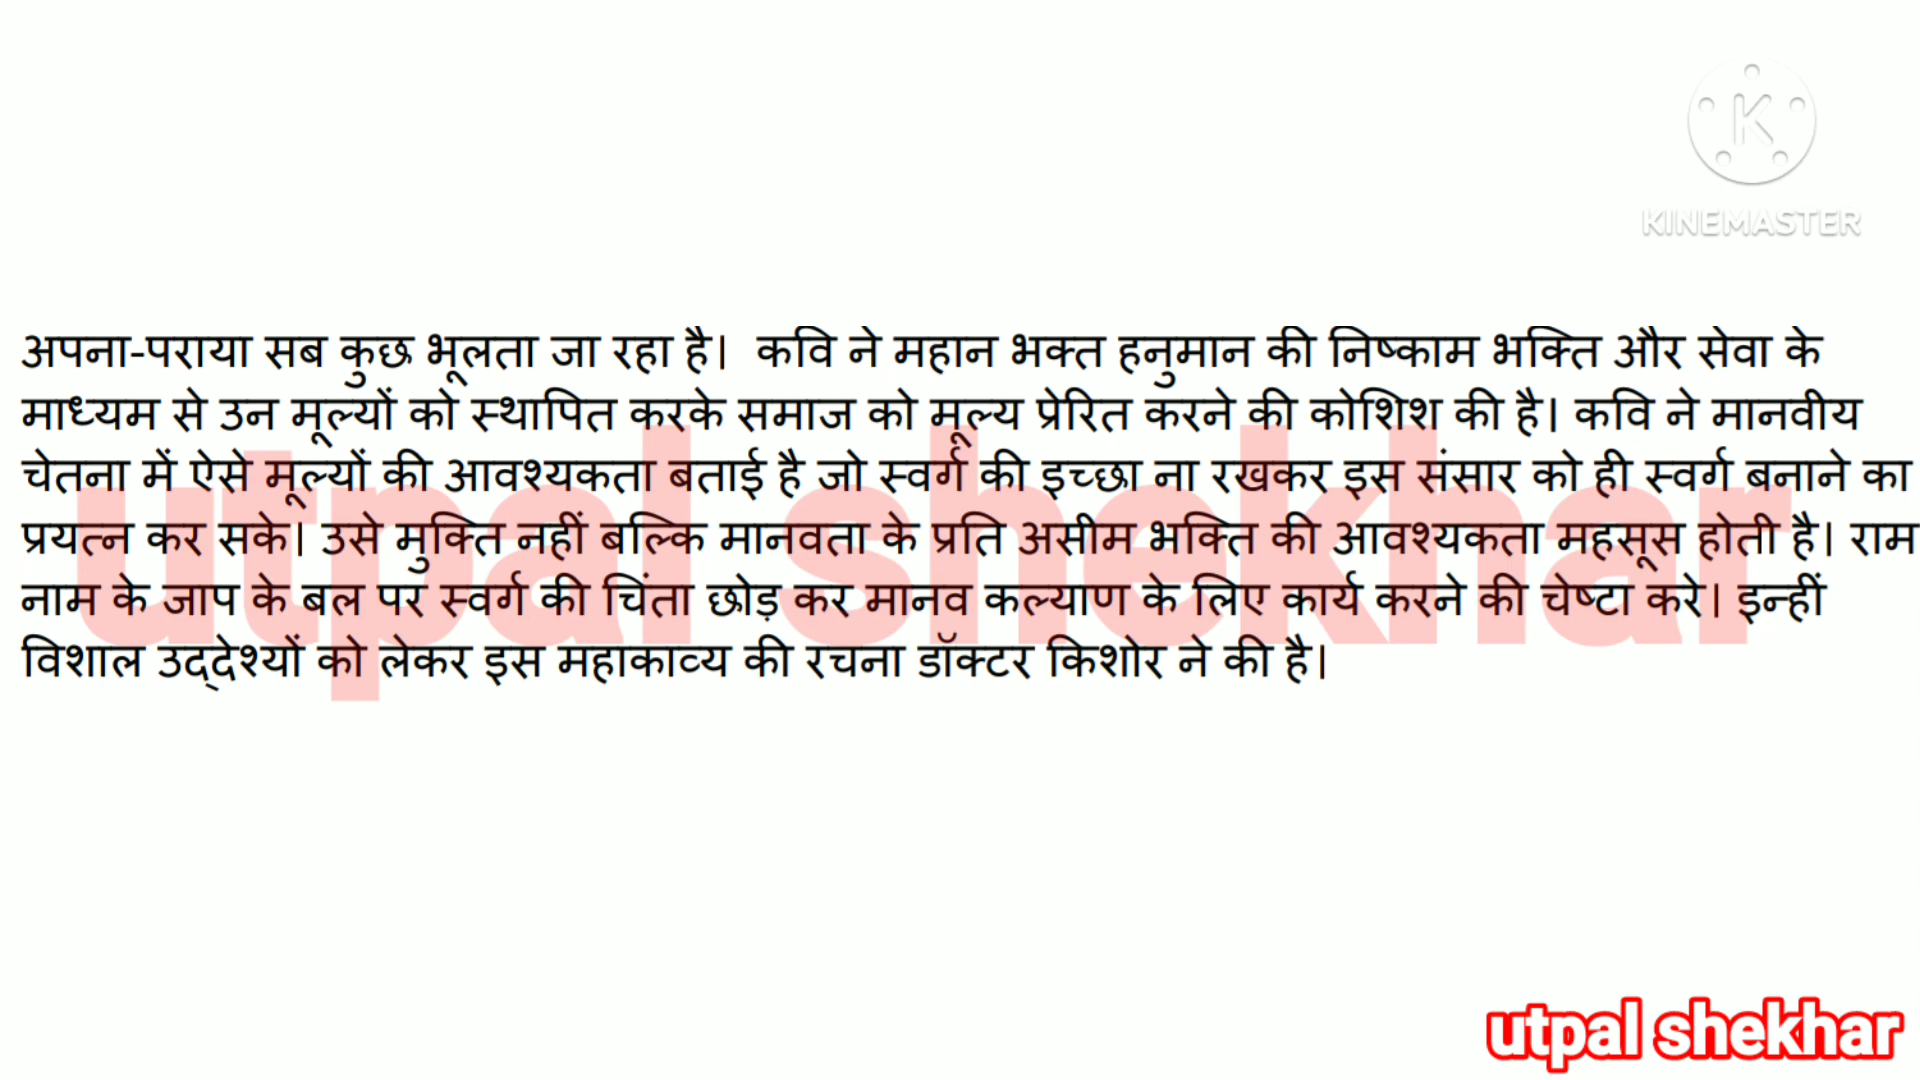 K
KINEMASTER
अपना-पराया सब कुछ भूलता जा रहा है। कवि ने महान भक्त हनुमान की निष्काम भक्ति और सेवा के
माध्यम से उन मूल्यों को स्थापित करके समाज को मूल्य प्रेरित करने की कोशिश की है। कवि ने मानवीय
चेतना में ऐसे मूल्यों की आवश्यकता बताई है जो स्वर्ग की इच्छा ना रखकर इस संसार को ही स्वर्ग बनाने का
प्रयत्न कर सके। उसे मुक्ति नहीं बल्कि मानवता के प्रति असीम भक्ति की आवश्यकता महसूस होती है। राम
नाम के जाप के बल पर स्वर्ग की चिंता छोड़ कर मानव कल्याण के लिए कार्य करने की चेष्टा करे। इन्हीं
विशाल उद्देश्यों को लेकर इस महाकाव्य की रचना डॉक्टर किशोर ने की है।
utpal shekhar
utpal shekhar